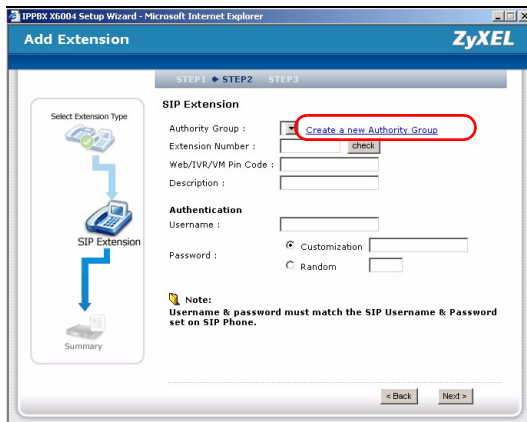 IPPBX X6004 Setup Wizard - Microsoft Internet Explorer
Add Extension
ZyXEL
STEP1 STEP2 STEP3
Select Extension Type
SIP Extension
Summary
SIP Extension
Authority Group :
Create a new Authority Group
Extension Number :
check
Web/IVR/VM Pin Code :
Description :
Authentication
Username :
Password :
Customization
Random
Note:
Username & password must match the SIP Username & Password
set on SIP Phone.
< Back
Next >